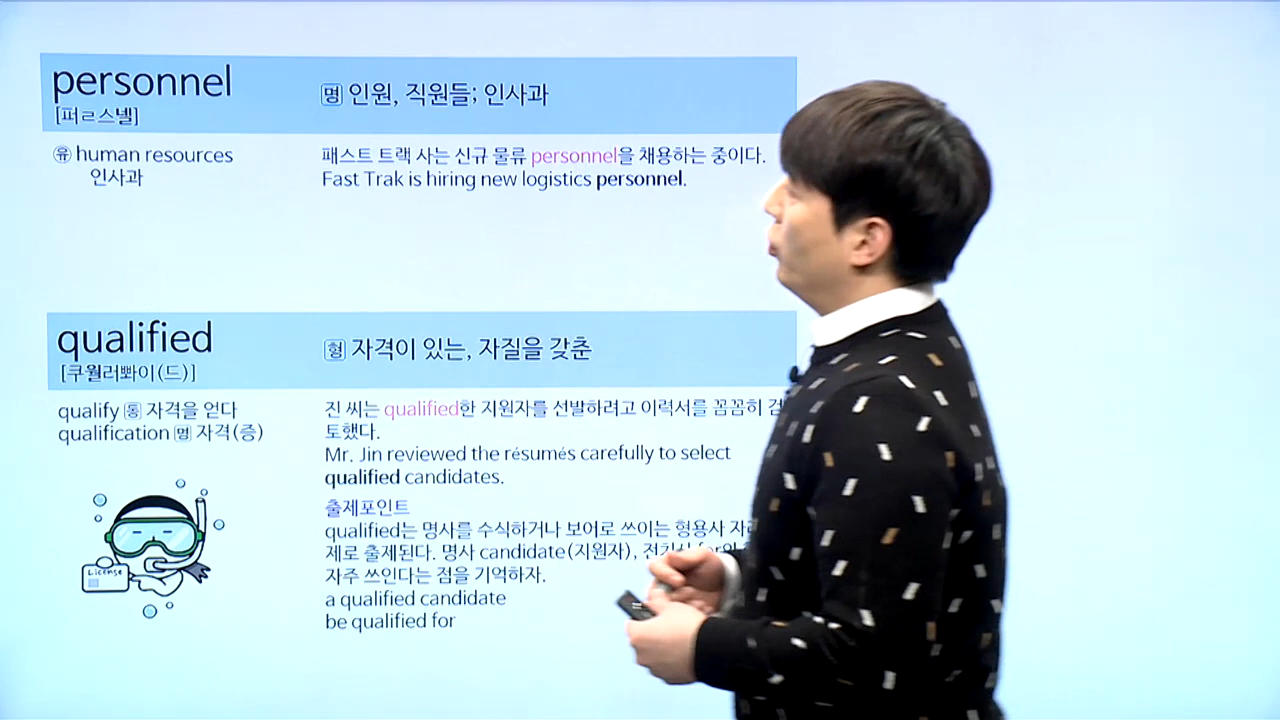 personnel
[퍼ㄹ스넬]
명 인원, 직원들; 인사과
유 human resources
인사과
패스트 트랙 사는 신규 물류 personnel을 채용하는 중이다.
Fast Trak is hiring new logistics personnel.
qualified
[쿠월러뽜이(드)]
형 자격이 있는, 자질을 갖춘
qualify 동 자격을 얻다
qualification 명 자격(증)
진 씨는 qualified한 지원자를 선발하려고 이력서를 꼼꼼히 검
토했다.
Mr. Jin reviewed the résumés carefully to select
qualified candidates.
출제포인트
qualified는 명사를 수식하거나 보어로 쓰이는 형용사
제로 출제된다. 명사 candidate(지원자),
자주 쓰인다는 점을 기억하자.
a qualified candidate
be qualified for
License